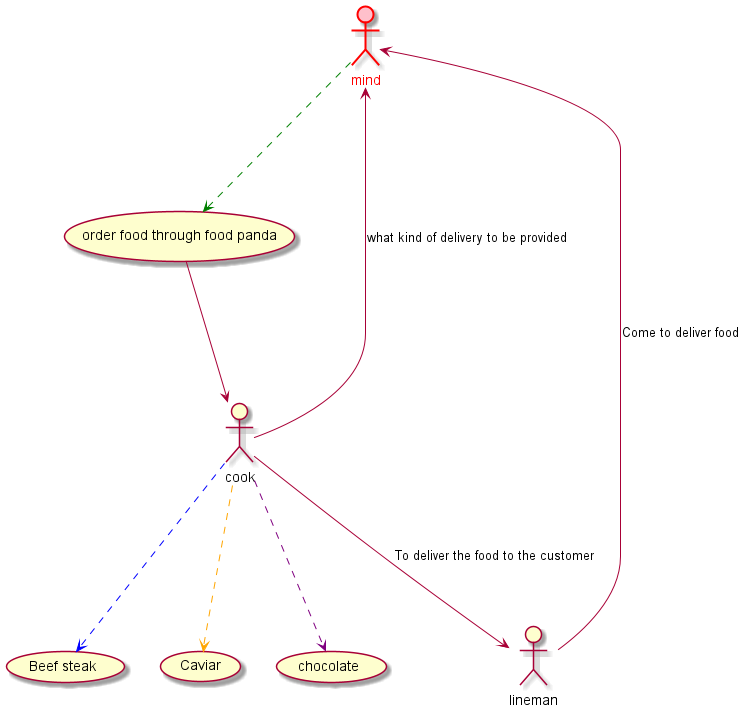 mind
order food through food panda
what kind of delivery to be provided
Come to deliver food
cook
To deliver the food to the customer
Beef steak
Caviar
chocolate
lineman